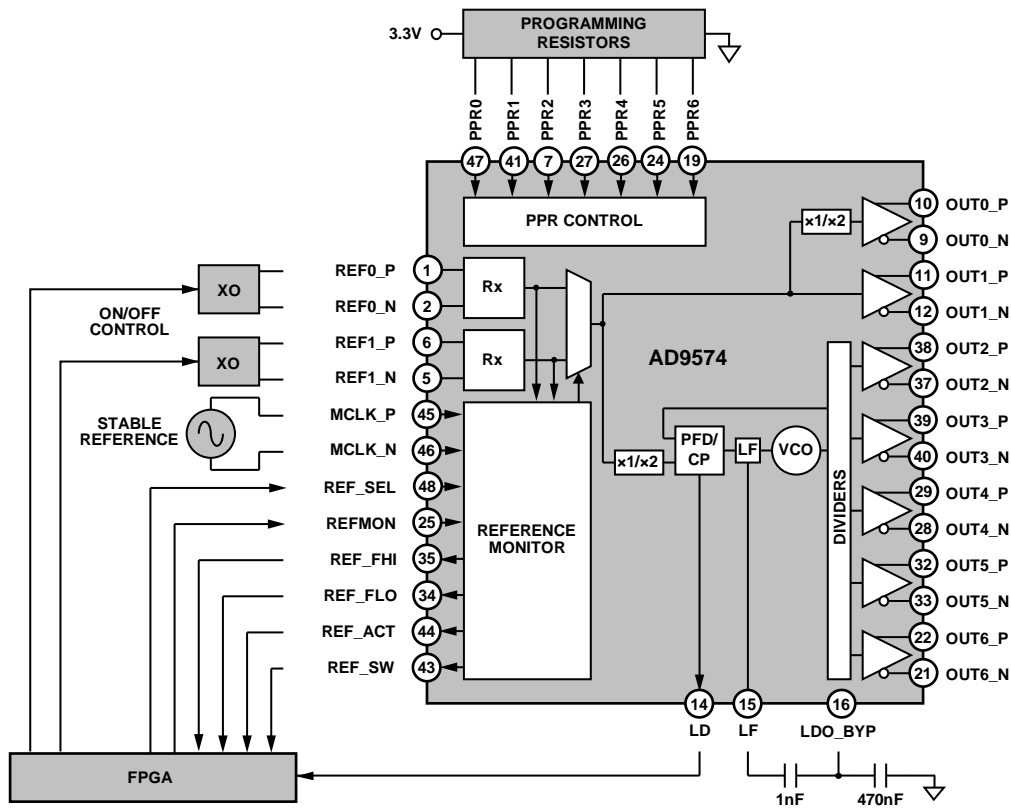 PROGRAMMING
RESISTORS
3.3V
PPR0
PPR1
PPR2
PPR3
PPR4
PPR5
PPR6
47
41
7
27
26
24
19
PPR CONTROL
XO
ON/OFF
CONTROL
XO
STABLE
REFERENCE
REF0_P
REF0_N
REF1_P
REF1_N
MCLK_P
MCLK_N
REF_SEL
REFMON
REF_FHI
REF_FLO
REF_ACT
REF_SW
1
2
6
5
45
46
48
25
35
34
44
43
Rx
Rx
REFERENCE
MONITOR
AD9574
×1/×2
×1/×2
PFD/
CP
LF
VCO
DIVIDERS
10 OUT0_P
9 OUT0_N
11 OUT1_P
12 OUT1_N
38 OUT2_P
37 OUT2_N
39 OUT3_P
40 OUT3_N
29 OUT4_P
28 OUT4_N
32 OUT5_P
33 OUT5_N
22 OUT6_P
21 OUT6_N
14
15
16
LD
LF
LDO_BYP
FPGA
1nF
470nF